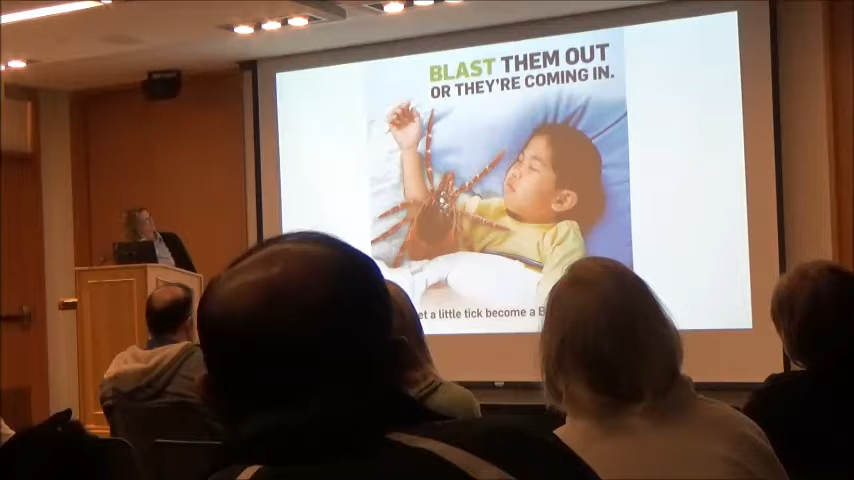 BLAST THEM OUT
OR THEY'RE COMING IN.
a little tick become a